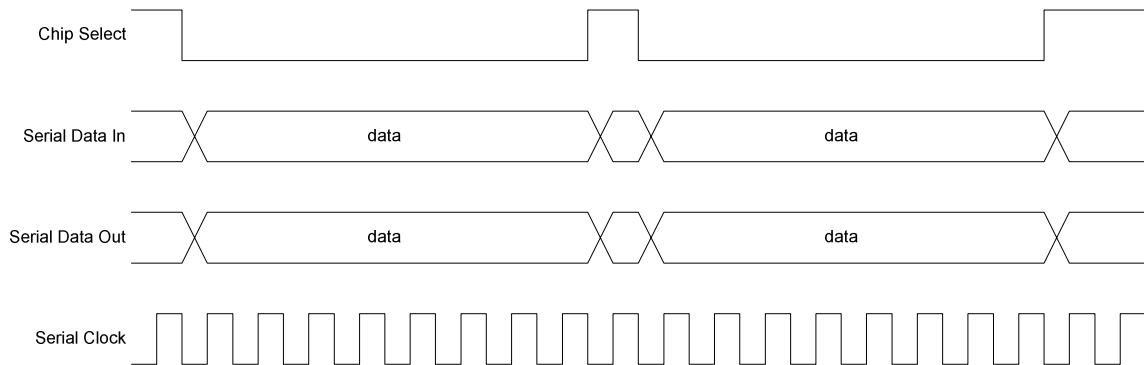 Chip Select
Serial Data In
data
data
Serial Data Out
data
data
Serial Clock